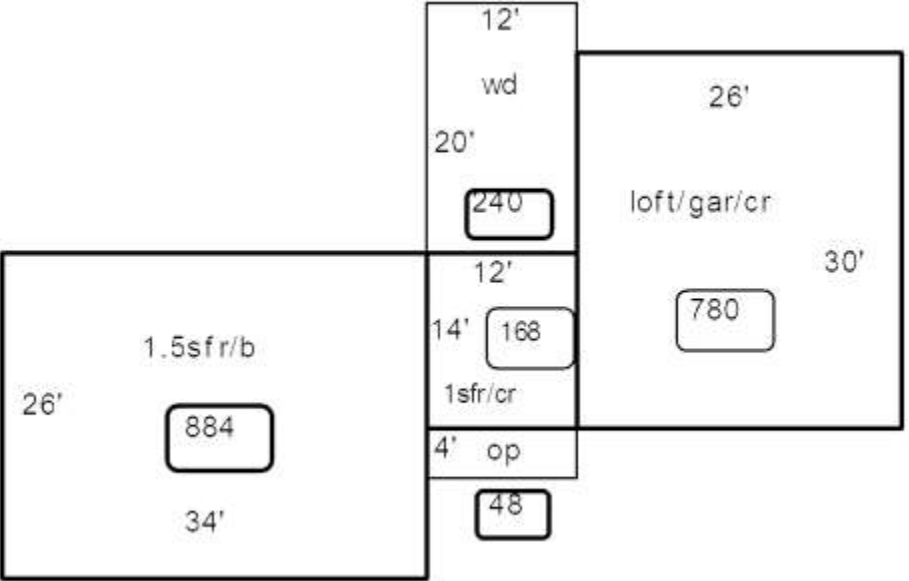 12'
wd
20'
240
26'
loft/gar/cr
30'
780
12'
14'
168
1sfr/cr
1.5sfr/b
26'
884
34'
4'
op
48